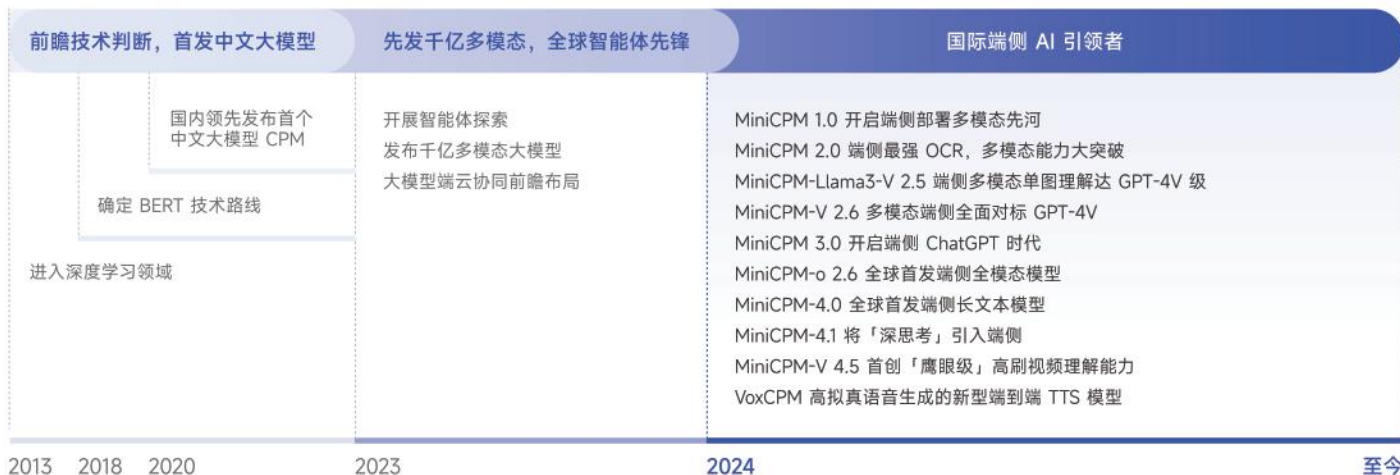 前瞻技术判断，首发中文大模型
先发千亿多模态，全球智能体先锋
国际端侧 AI 引领者
国内领先发布首个
中文大模型 CPM
确定 BERT 技术路线
进入深度学习领域
开展智能体探索
发布千亿多模态大模型
大模型端云协同前瞻布局
MiniCPM 1.0 开启端侧部署多模态先河
MiniCPM 2.0 端侧最强 OCR，多模态能力大突破
MiniCPM-Llama3-V 2.5 端侧多模态单图理解达 GPT-4V 级
MiniCPM-V 2.6 多模态端侧全面对标 GPT-4V
MiniCPM 3.0 开启端侧 ChatGPT 时代
MiniCPM-o 2.6 全球首发端侧全模态模型
MiniCPM-4.0 全球首发端侧长文本模型
MiniCPM-4.1 将「深思考」引入端侧
MiniCPM-V 4.5 首创「鹰眼级」高刷视频理解能力
VoxCPM 高拟真语音生成的新型端到端 TTS 模型
2013 2018 2020 2023 2024 至今